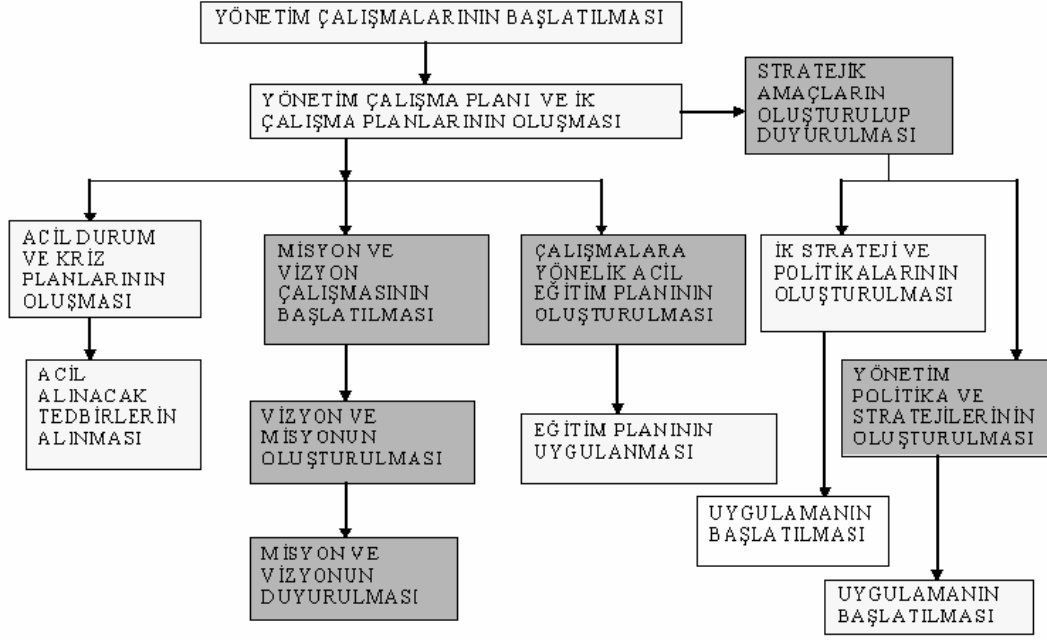 YÖNETİM ÇALIŞMALARININ BAŞLATILMASI
YÖNETİM ÇALIŞMA PLANI VE İK
ÇALIŞMA PLANLARININ OLUŞMASI
STRATEJİK
AMAÇLARIN
OLUŞTURULUP
DUYURULMASI
ACİL DURUM
VE KRİZ
PLANLARININ
OLUŞMASI
MİSYON VE
VİZYON
ÇALIŞMASININ
BAŞLATILMASI
ÇALIŞMALARA
YÖNELİK ACİL
EĞİTİM PLANININ
OLUŞTURULMASI
İK STRATEJİ VE
POLİTİKALARININ
OLUŞTURULMASI
ACİL
ALINACAK
TEDBİRLERİN
ALINMASI
VİZYON VE
MİSYONUN
OLUŞTURULMASI
EĞİTİM PLANININ
UYGULANMASI
YÖNETİM
POLİTİKA VE
STRATEJİLERİNİN
OLUŞTURULMASI
UYGULAMANIN
BAŞLATILMASI
MİSYON VE
VİZYONUN
DUYURULMASI
UYGULAMANIN
BAŞLATILMASI